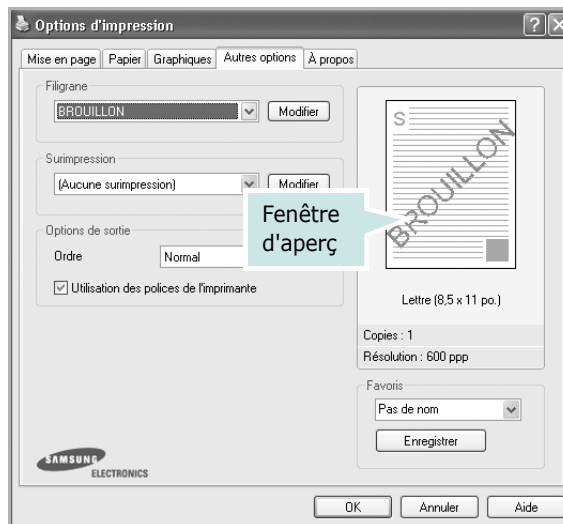 Options d'impression
Mise en page Papier Graphiques Autres options À propos
Filigrane
BROUILLON Modifier
Surimpression
(Aucune surimpression) Modifier
Options de sortie
Ordre Normal
Utilisation des polices de l'imprimante
Fenêtre
d'aperç
S
BROUILLON
Lettre (8,5 x 11 po.)
Copies : 1
Résolution : 600 ppp
Favoris
Pas de nom
Enregistrer
SAMSUNG
ELECTRONICS
OK Annuler Aide